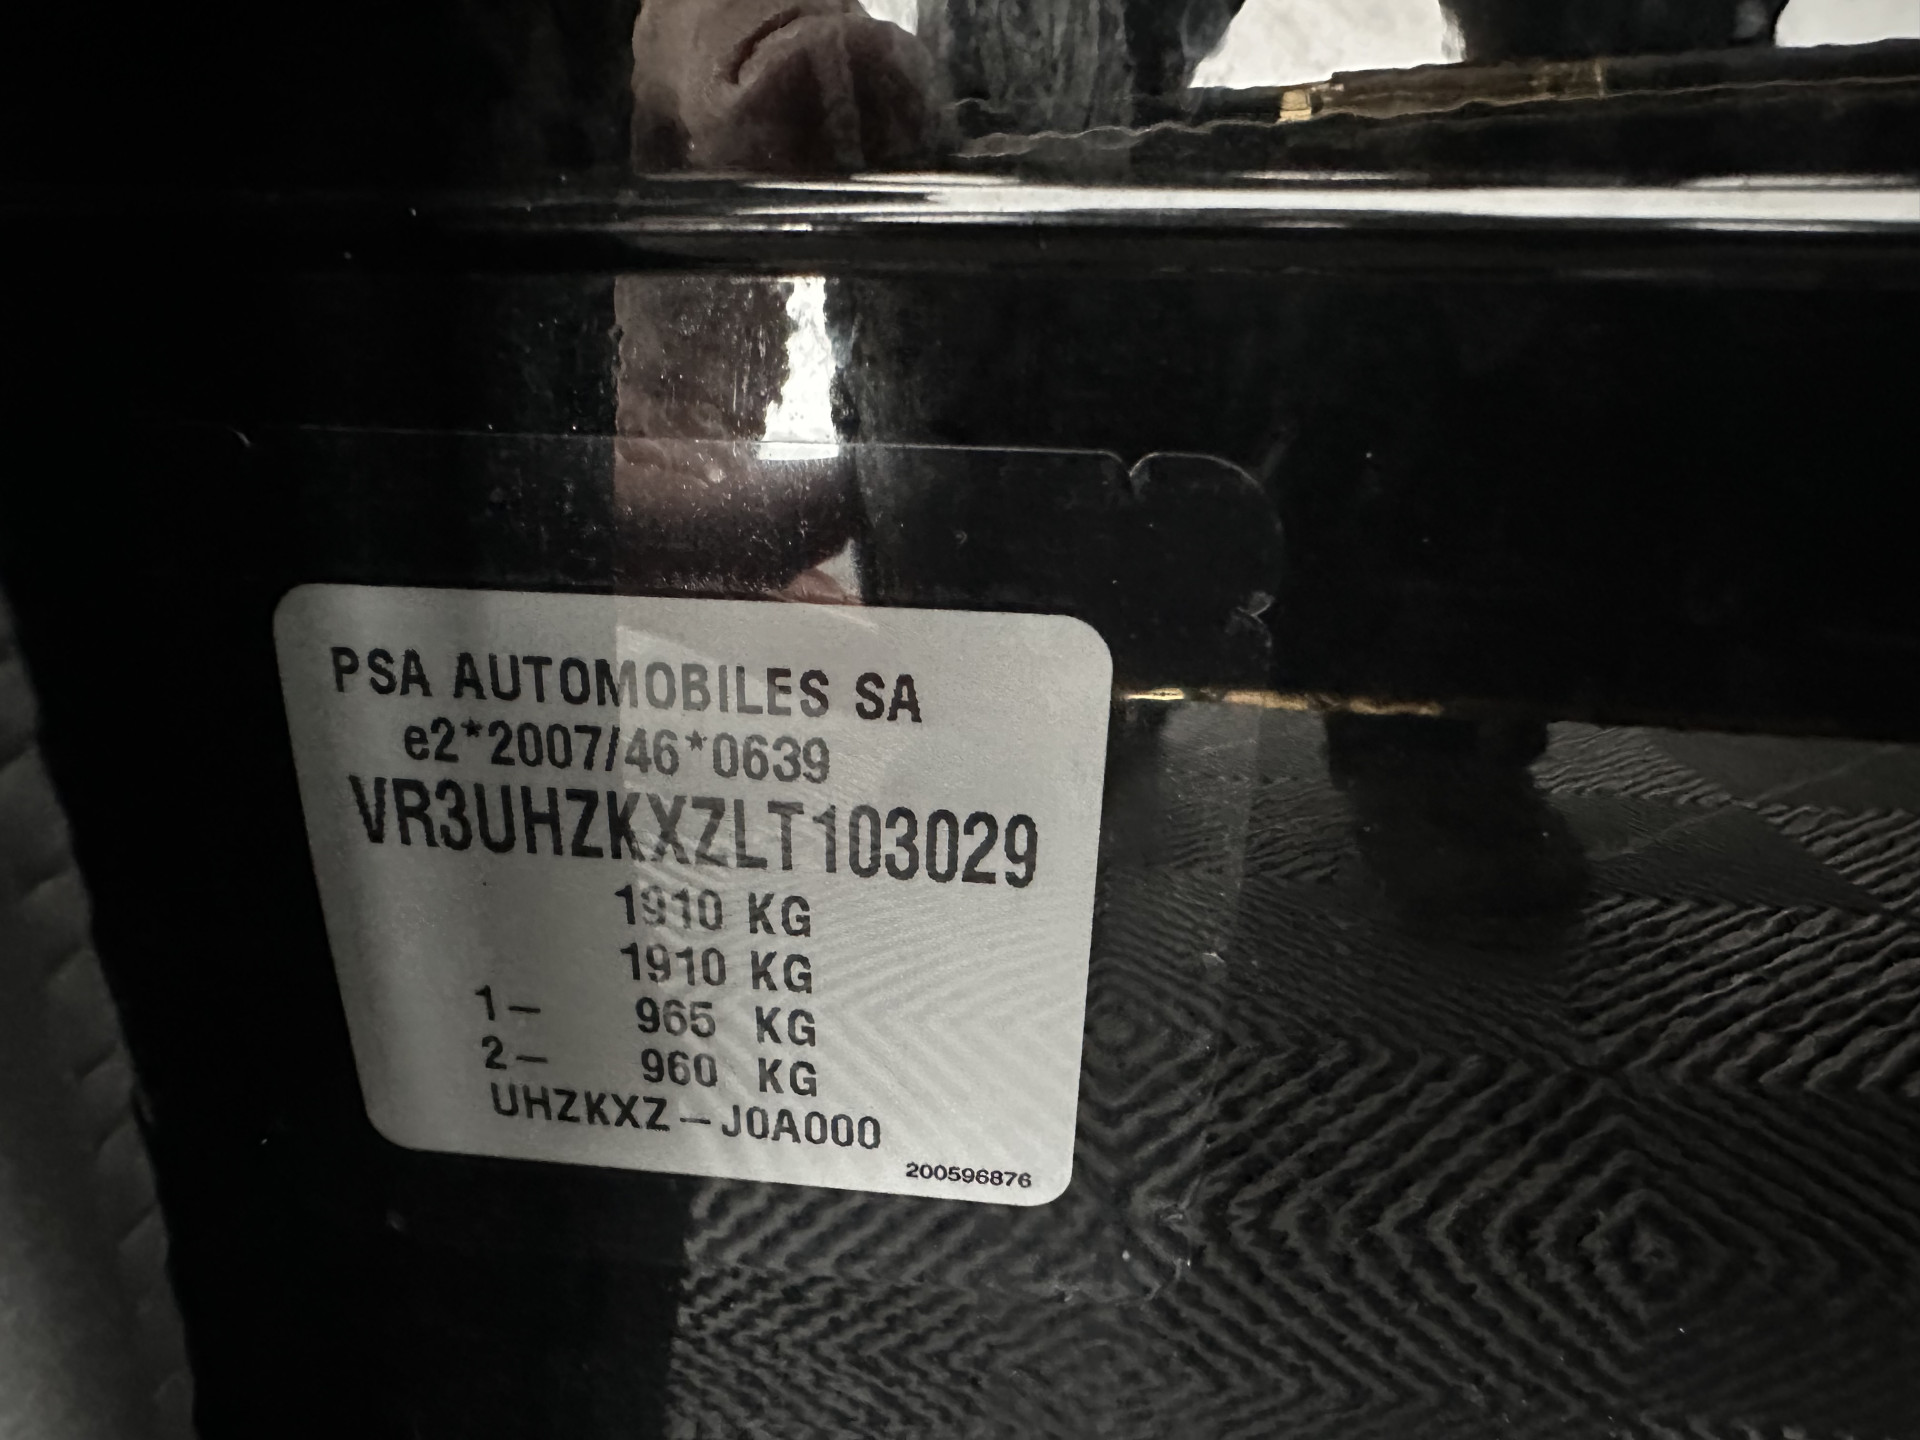 PSA AUTOMOBILES SA
e2*2007/46*0639
VR3UHZKXZLT103029
1910 KG
1910 KG
1- 965 KG
2- 960 KG
UHZKXZ-J0A000
200596876